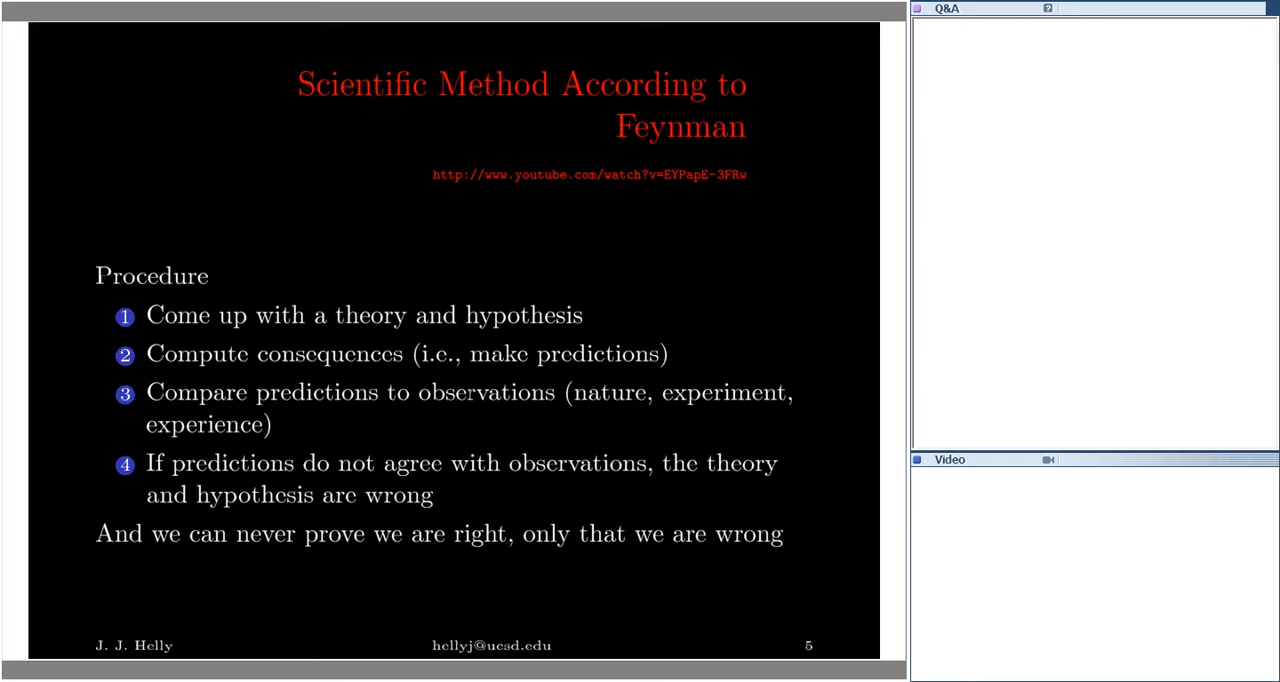 Scientific Method According to
Feynman
http://www.youtube.com/watch?v=EYPapE-3FRw
Procedure
1 Come up with a theory and hypothesis
2 Compute consequences (i.e., make predictions)
3 Compare predictions to observations (nature, experiment,
experience)
4 If predictions do not agree with observations, the theory
and hypothesis are wrong
And we can never prove we are right, only that we are wrong
J. J. Helly hellyj@ucsd.edu 5
Q&A ?
Video